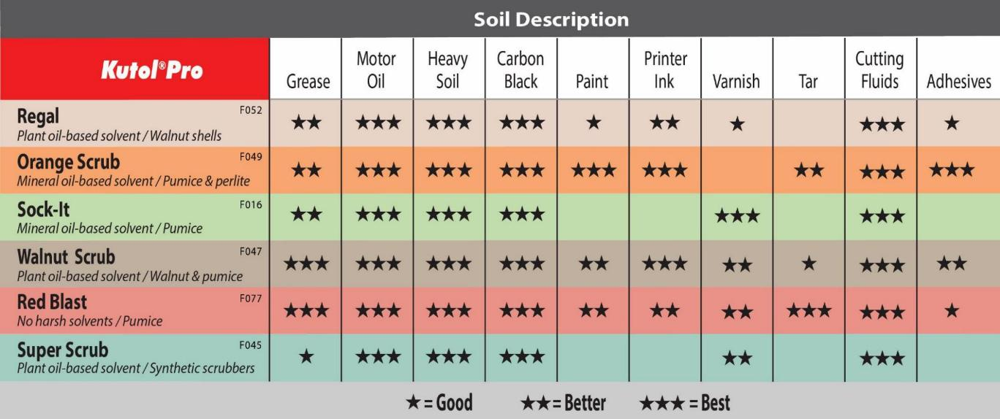 Soil Description
Kutol®Pro
Grease
Motor
Oil
Heavy
Soil
Carbon
Black
Paint
Printer
Ink
Varnish
Tar
Cutting
Fluids
Adhesives
Regal F052
Plant oil-based solvent / Walnut shells
★★ ★★★ ★★★ ★★★ ★ ★★ ★ ★★★ ★
Orange Scrub F049
Mineral oil-based solvent / Pumice & perlite
★★ ★★★ ★★★ ★★★ ★★★ ★★★ ★★ ★★★ ★★★
Sock-It F016
Mineral oil-based solvent / Pumice
★★ ★★★ ★★★ ★★★ ★★★ ★★★
Walnut Scrub F047
Plant oil-based solvent / Walnut & pumice
★★★ ★★★ ★★★ ★★★ ★★ ★★★ ★★ ★ ★★★ ★★
Red Blast F077
No harsh solvents / Pumice
★★★ ★★★ ★★★ ★★★ ★★ ★★ ★★ ★★★ ★★★ ★
Super Scrub F045
Plant oil-based solvent / Synthetic scrubbers
★ ★★★ ★★★ ★★★ ★★ ★★★
★ = Good ★★ = Better ★★★ = Best